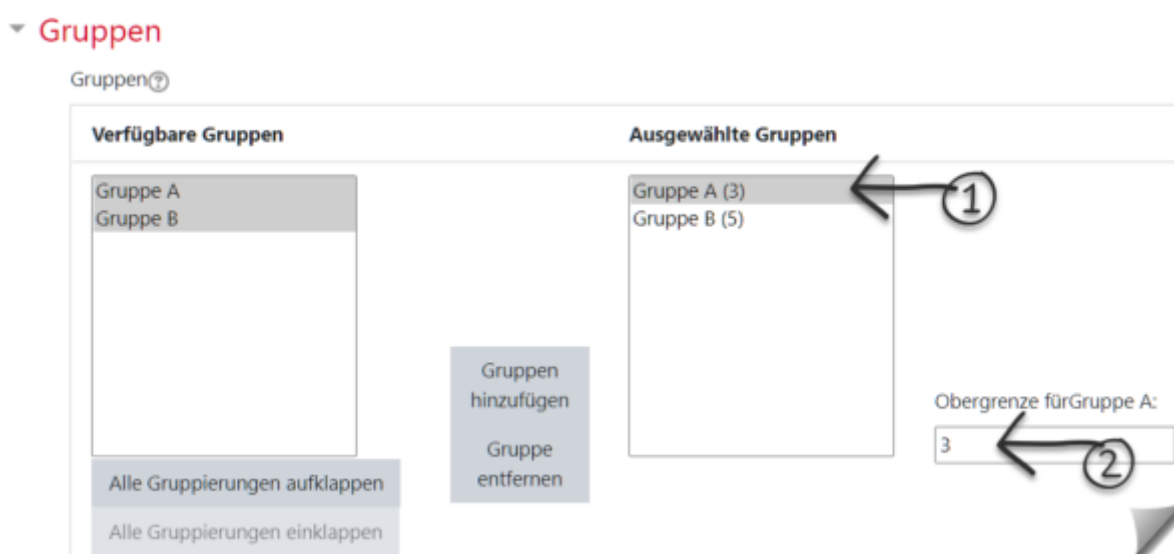 Gruppen
Gruppen?
Verfügbare Gruppen
Ausgewählte Gruppen
Gruppe A
Gruppe B
Gruppe A (3)
Gruppe B (5)
1
Gruppen
hinzufügen
Gruppe
entfernen
Obergrenze fürGruppe A:
3
2
Alle Gruppierungen aufklappen
Alle Gruppierungen einklappen